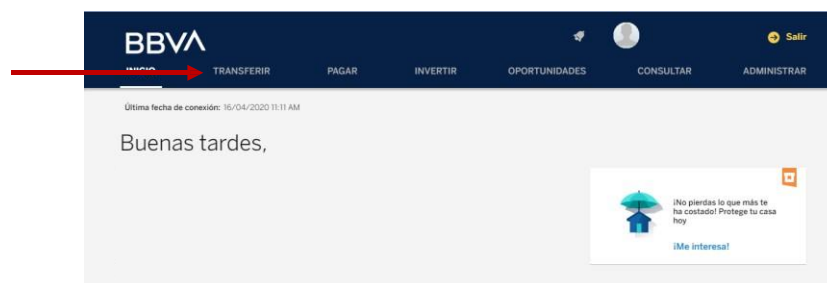 BBVA
Salir
INICIO TRANSFERIR PAGAR INVERTIR OPORTUNIDADES CONSULTAR ADMINISTRAR
Última fecha de conexión: 16/04/2020 11:11 AM
Buenas tardes,
¡No pierdas lo que más te
ha costado! Protege tu casa
hoy
¡Me interesa!